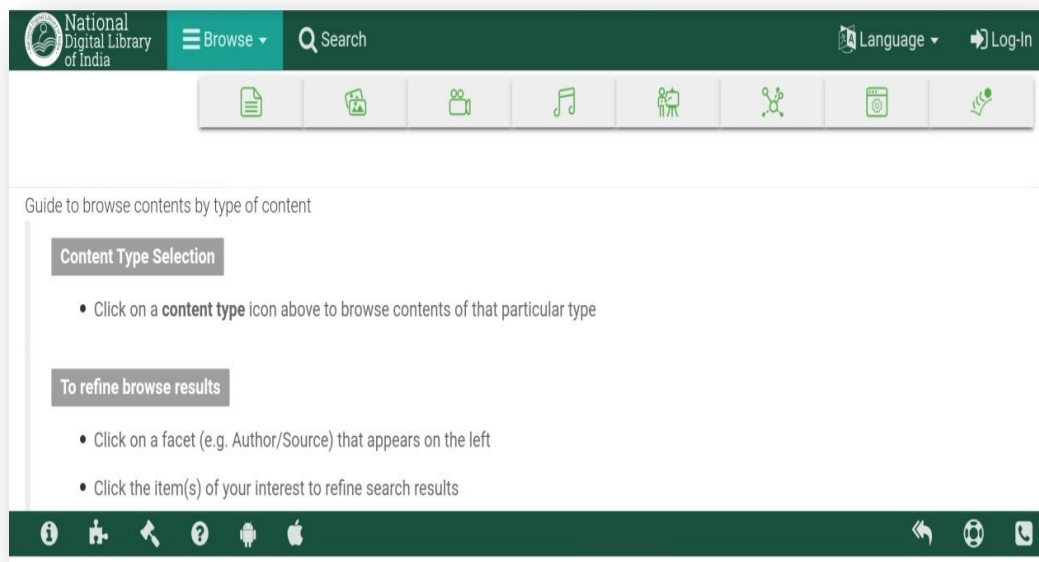 National
Digital Library
of India
Browse
Search
Language
Log-In
Guide to browse contents by type of content
Content Type Selection
• Click on a content type icon above to browse contents of that particular type
To refine browse results
• Click on a facet (e.g. Author/Source) that appears on the left
• Click the item(s) of your interest to refine search results